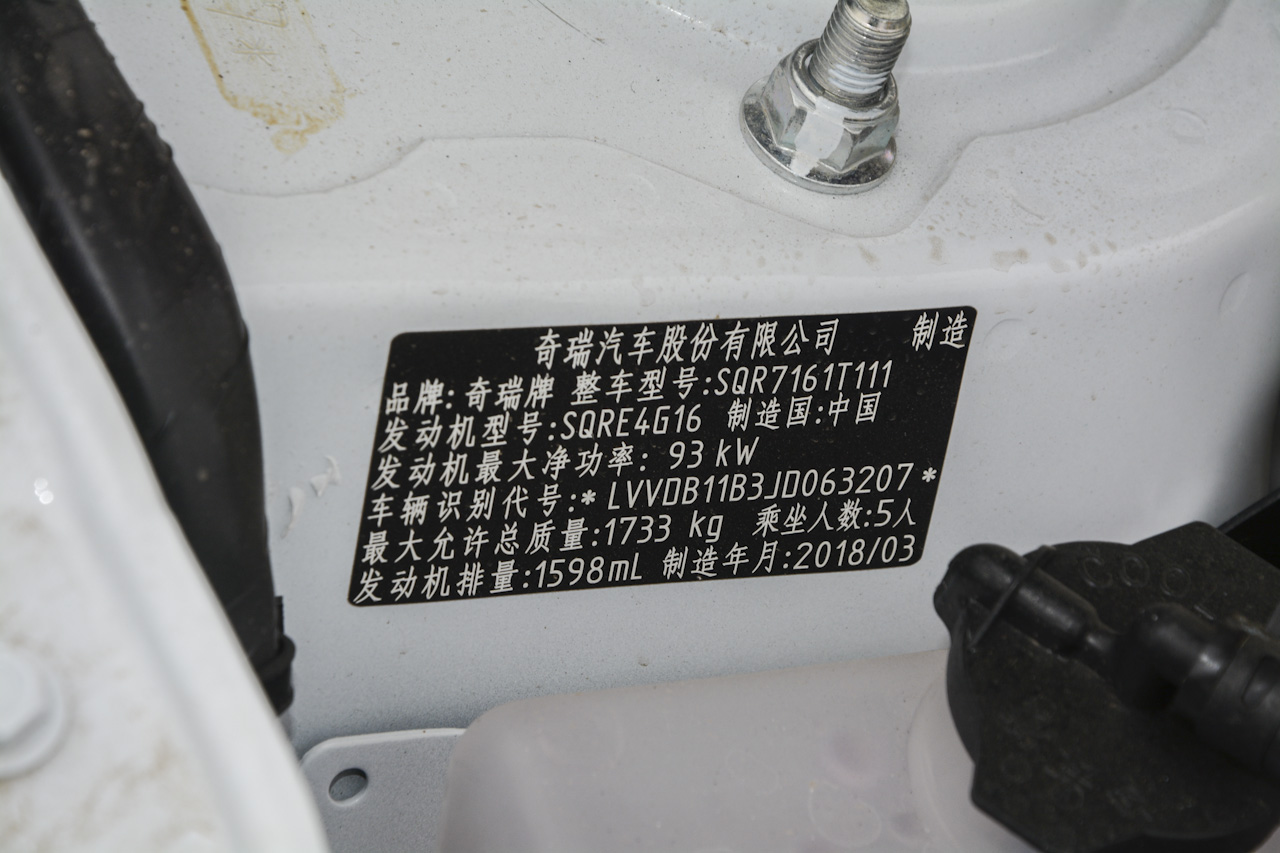 奇瑞汽车股份有限公司 制造
品牌: 奇瑞牌 整车型号:SQR7161T111
发动机型号:SQRE4G16 制造国:中国
发动机最大净功率: 93 kW
车辆识别代号:* LVVDB11B3JD063207 *
最大允许总质量:1733 kg 乘坐人数:5人
发动机排量:1598mL 制造年月:2018/03